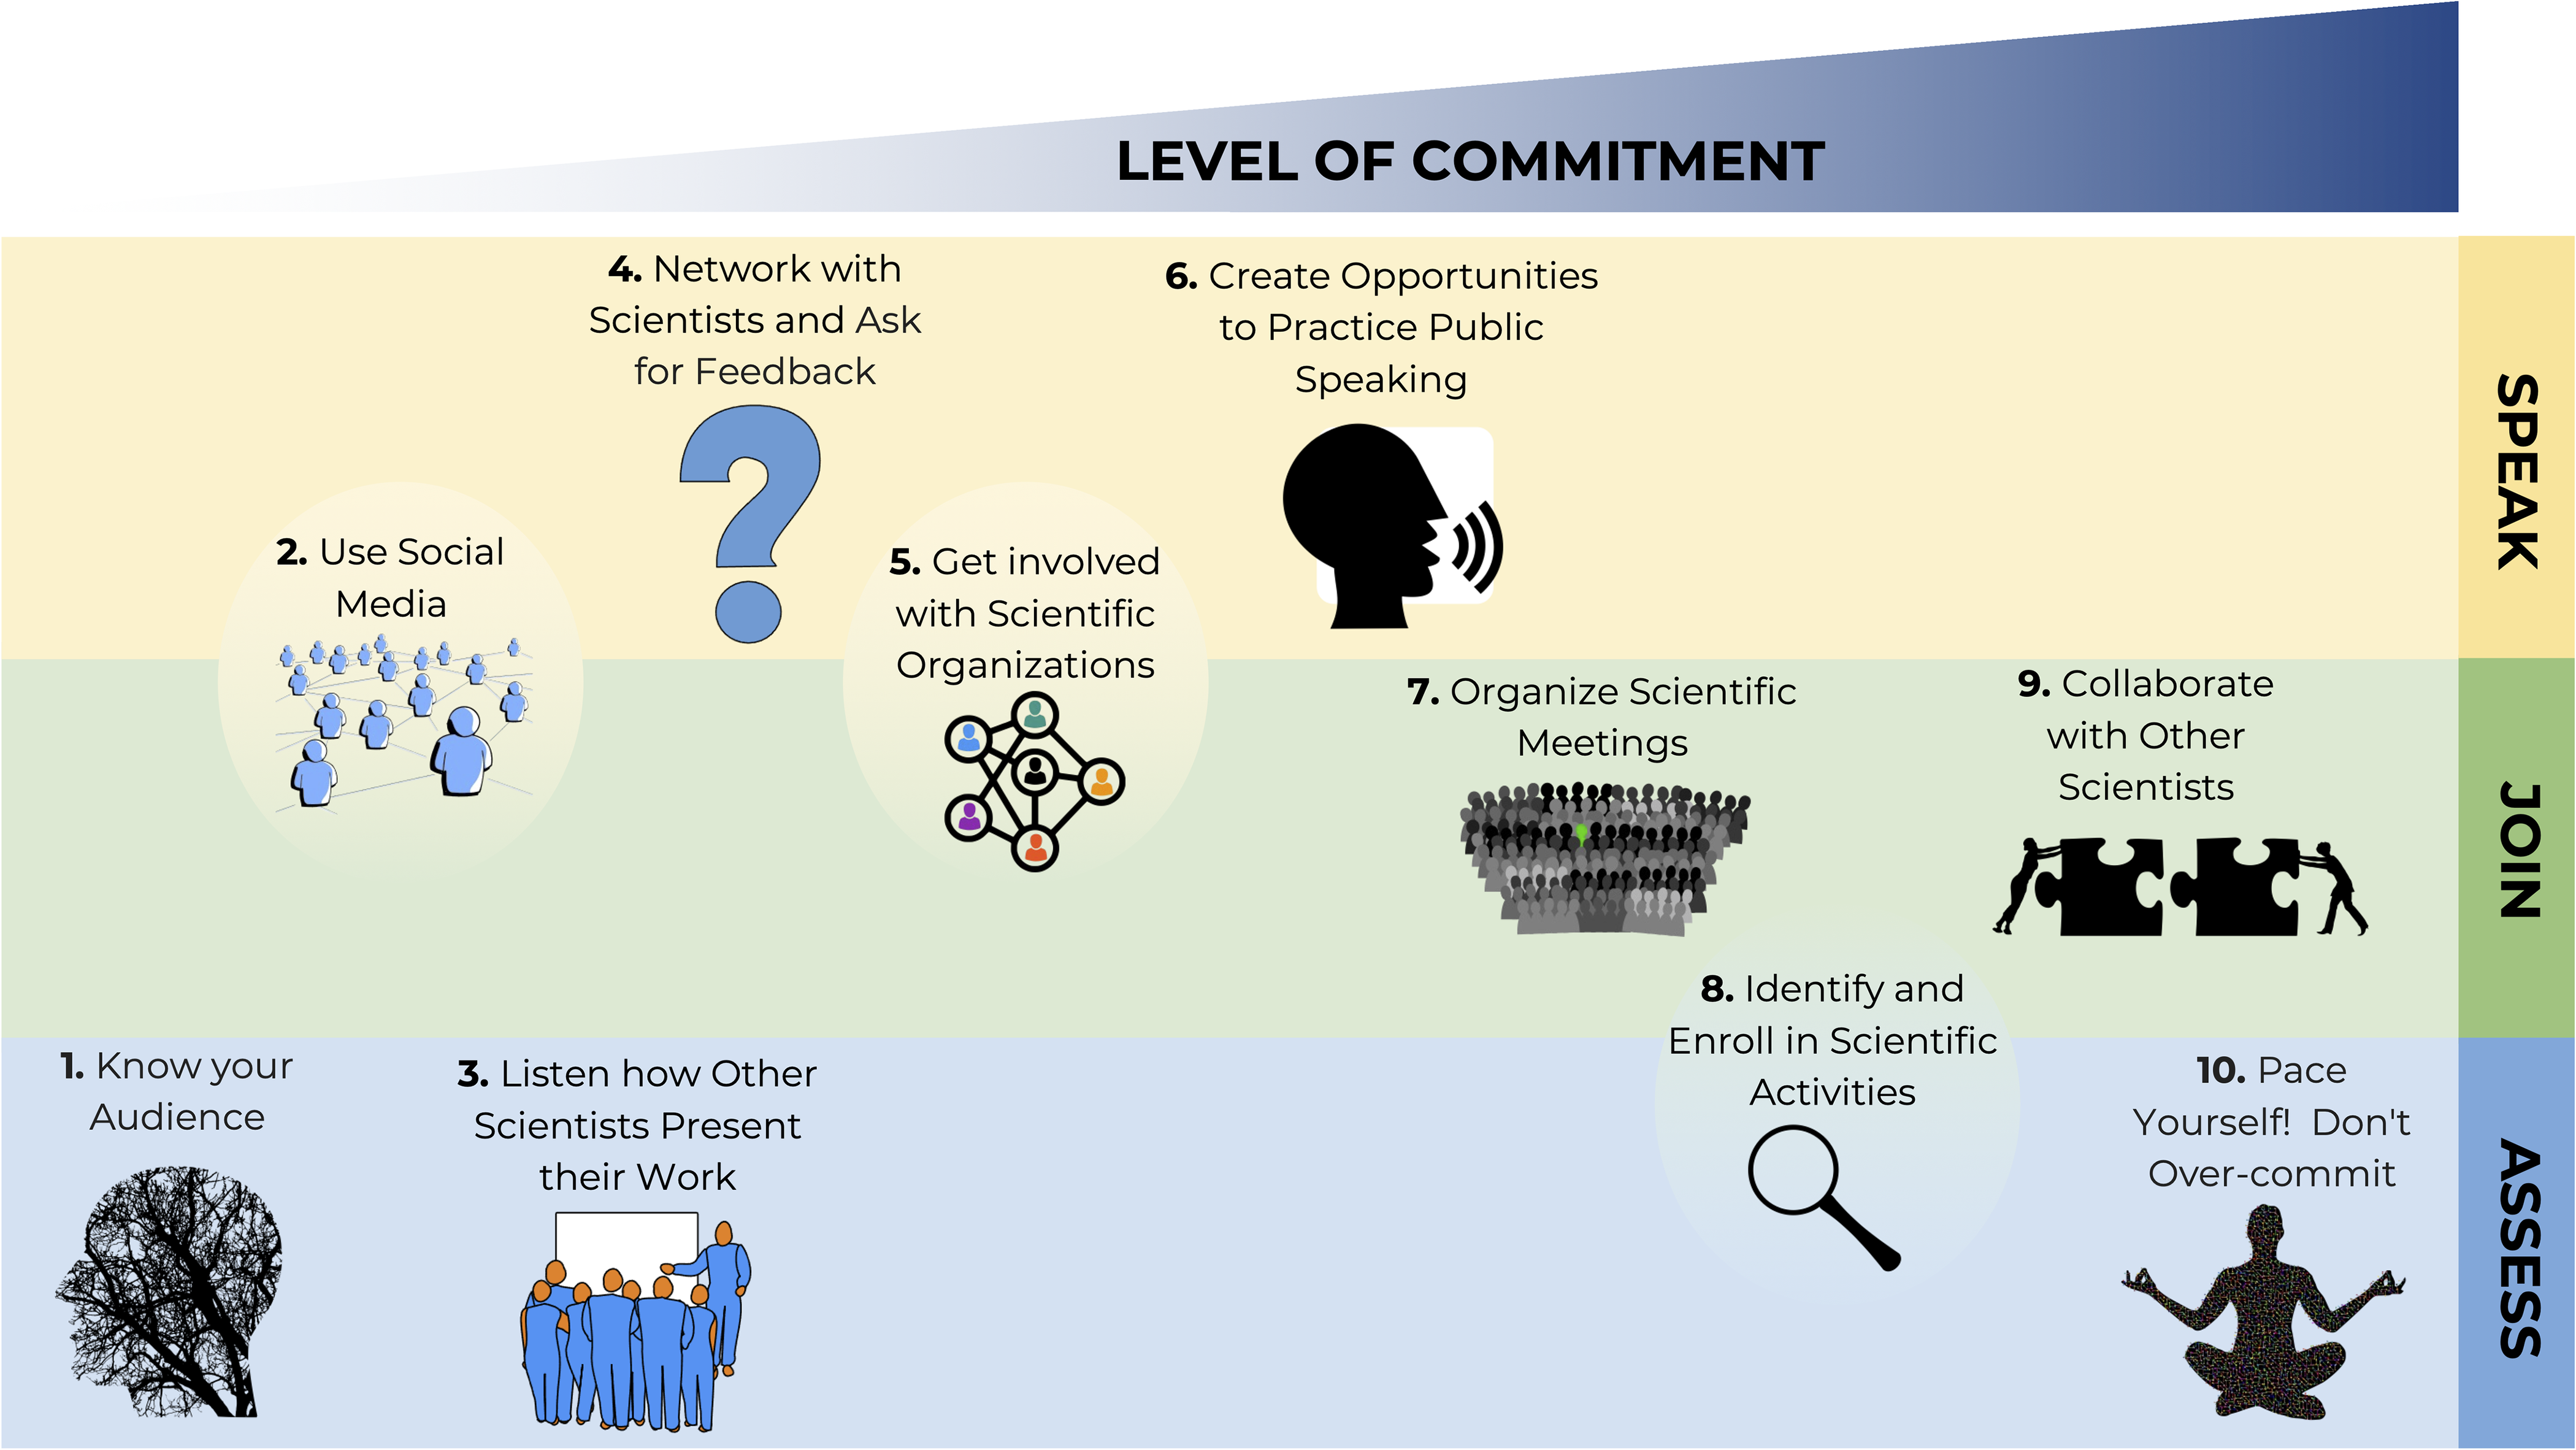 LEVEL OF COMMITMENT
4. Network with
Scientists and Ask
for Feedback
6. Create Opportunities
to Practice Public
Speaking
SPEAK
2. Use Social
Media
5. Get involved
with Scientific
Organizations
7. Organize Scientific
Meetings
9. Collaborate
with Other
Scientists
JOIN
8. Identify and
Enroll in Scientific
Activities
1. Know your
Audience
3. Listen how Other
Scientists Present
their Work
10. Pace
Yourself! Don't
Over-commit
ASSESS